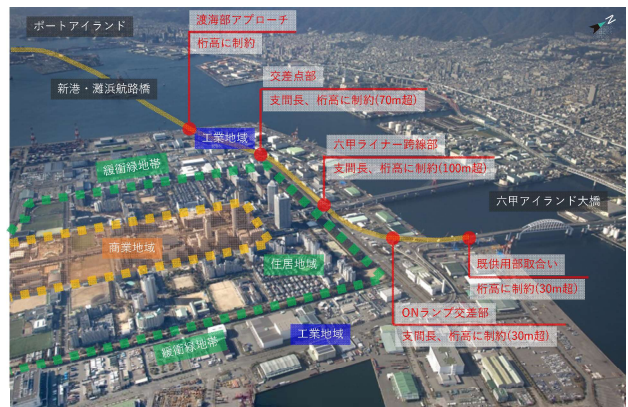 ポートアイランド
渡海部アプローチ
桁高に制約
新港・灘浜航路橋
交差点部
支間長、桁高に制約(70m超)
工業地域
六甲ライナー跨線部
支間長、桁高に制約(100m超)
緩衝緑地帯
六甲アイランド大橋
商業地域
住居地域
既供用部取合い
桁高に制約(30m超)
ONランプ交差部
支間長、桁高に制約(30m超)
工業地域
緩衝緑地帯
N